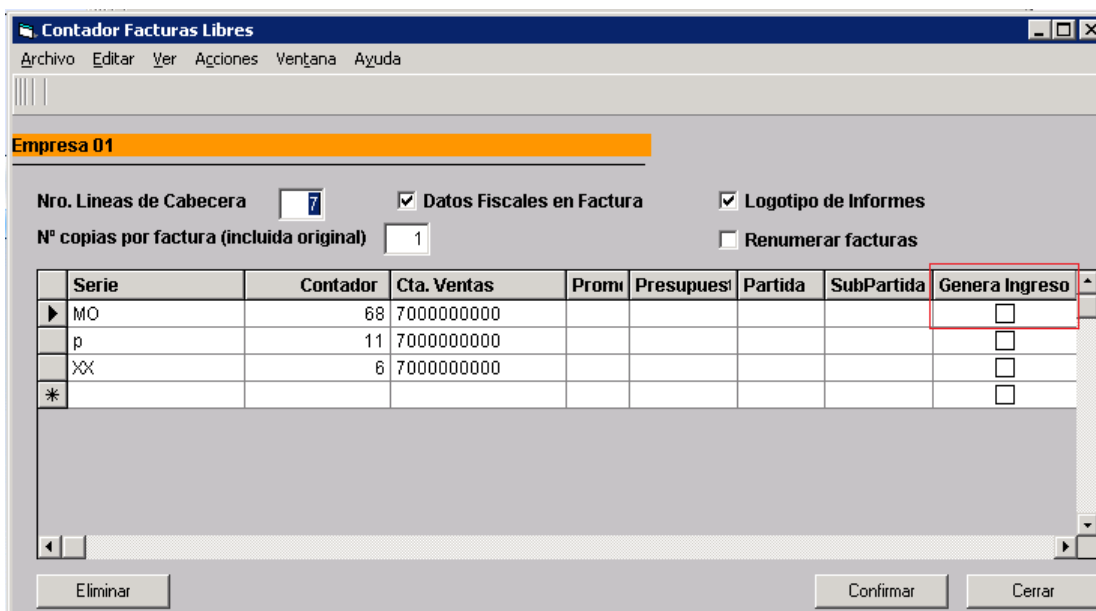 Contador Facturas Libres
Archivo Editar Ver Acciones Ventana Ayuda
Empresa 01
Nro. Lineas de Cabecera 7 Datos Fiscales en Factura Logotipo de Informes
Nº copias por factura (incluida original) 1 Renumerar facturas
Serie Contador Cta. Ventas Prom Presupuest Partida SubPartida Genera Ingreso
MO 68 7000000000
p 11 7000000000
XX 6 7000000000
Eliminar Confirmar Cerrar